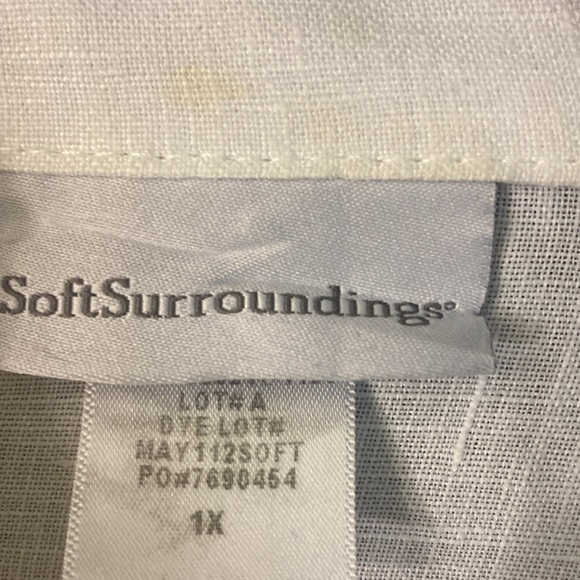 SoftSurroundings®
LOT# A
DYE LOT#
MAY112SOFT
PO#7690454
1X